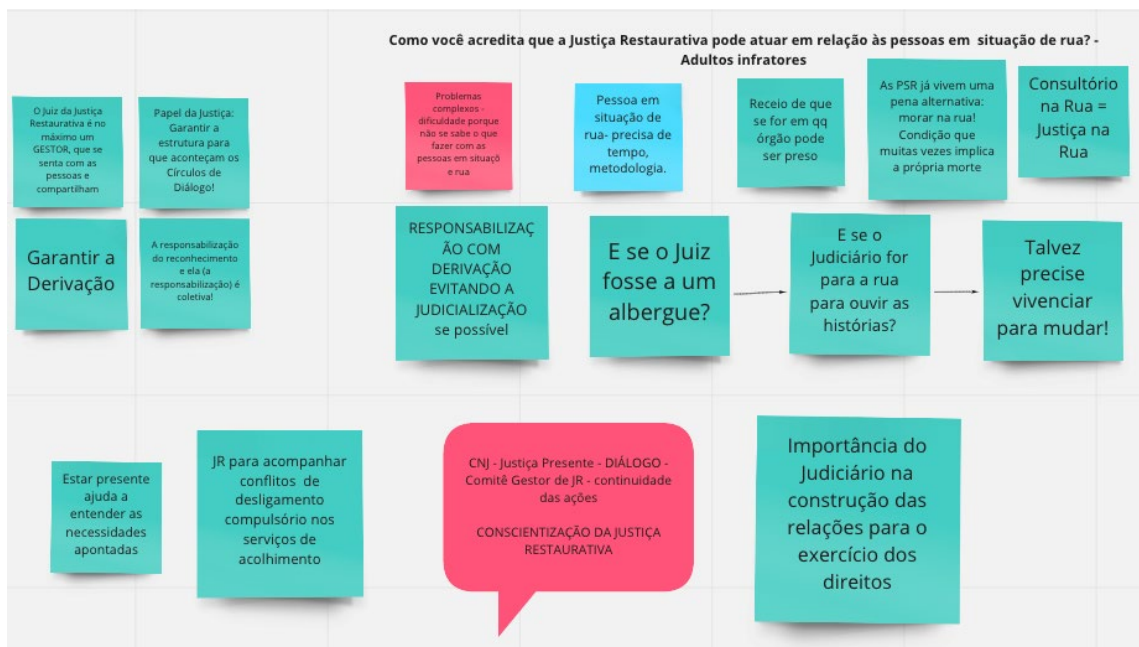 Como você acredita que a Justiça Restaurativa pode atuar em relação às pessoas em situação de rua? -
Adultos infratores
O Juiz da Justiça
Restaurativa é no
máximo um
GESTOR, que se
senta com as
pessoas e
compartilham
Papel da Justiça:
Garantir a
estrutura para
que aconteçam os
Círculos de
Diálogo!
Problemas
complexos -
dificuldade porque
não se sabe o que
fazer com as
pessoas em situaçõ
e rua
Pessoa em
situação de
rua- precisa de
tempo,
metodologia.
Receio de que
se for em qq
órgão pode
ser preso
As PSR já vivem uma
pena alternativa:
morar na rua!
Condição que
muitas vezes implica
a própria morte
Consultório
na Rua =
Justiça na
Rua
Garantir a
Derivação
A responsabilização
do reconhecimento
e ela (a
responsabilização) é
coletiva!
RESPONSABILIZAÇ
ÃO COM
DERIVAÇÃO
EVITANDO A
JUDICIALIZAÇÃO
se possível
E se o Juiz
fosse a um
albergue?
E se o
Judiciário for
para a rua
para ouvir as
histórias?
Talvez
precise
vivenciar
para mudar!
Estar presente
ajuda a
entender as
necessidades
apontadas
JR para acompanhar
conflitos de
desligamento
compulsório nos
serviços de
acolhimento
CNJ - Justiça Presente - DIÁLOGO -
Comitê Gestor de JR - continuidade
das ações
CONSCIENTIZAÇÃO DA JUSTIÇA
RESTAURATIVA
Importância do
Judiciário na
construção das
relações para o
exercício dos
direitos